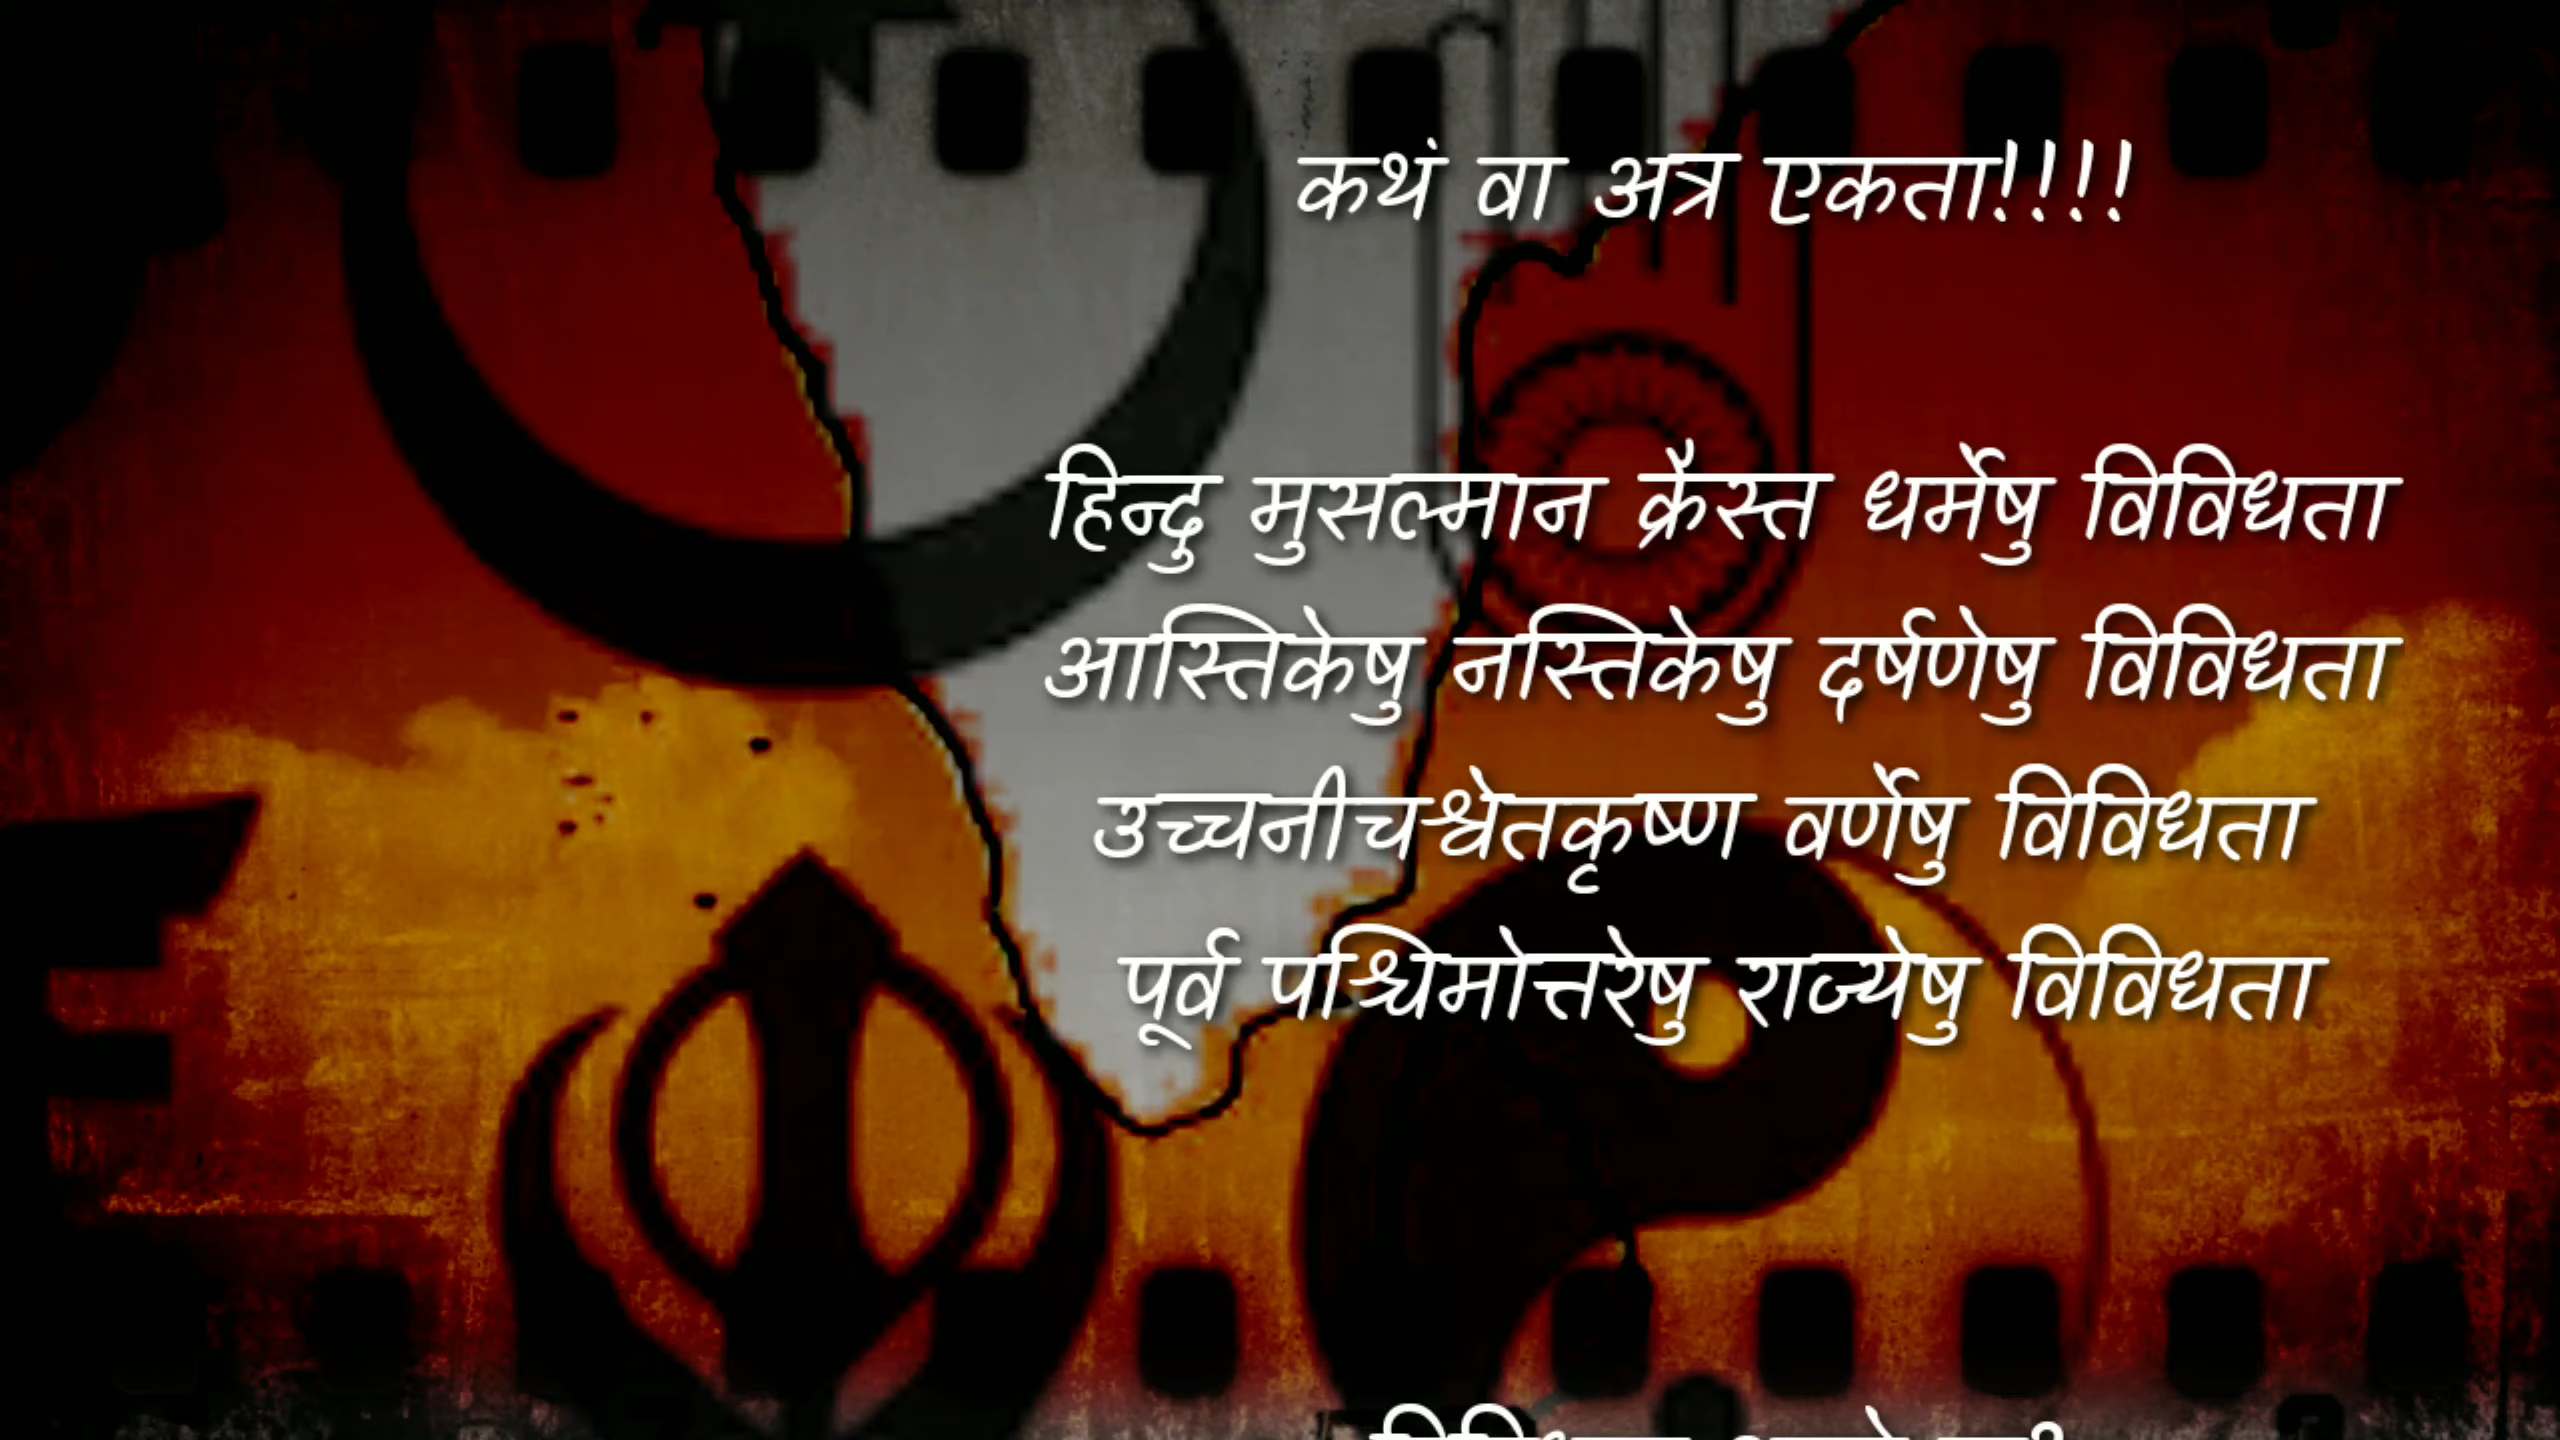 कथं वा अत्र एकता!!!!
हिन्दु मुसल्मान क्रैस्त धर्मेषु विविधता
आस्तिकेषु नस्तिकेषु दर्षणेषु विविधता
उच्चनीचश्वेतकृष्ण वर्णेषु विविधता
पूर्व पश्चिमोत्तरेषु राज्येषु विविधता